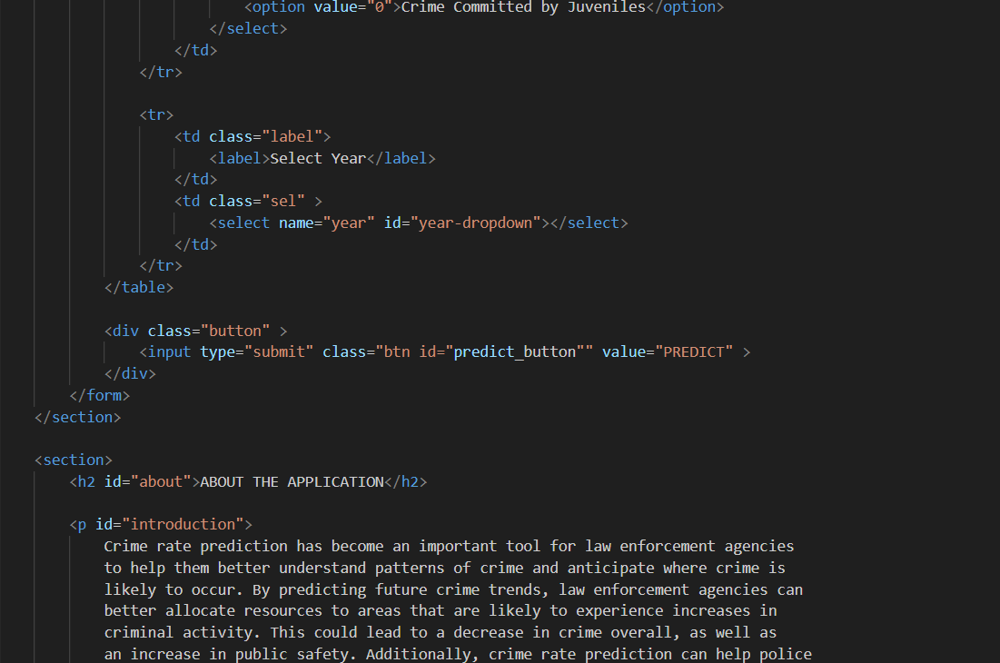 <option value="0">Crime Committed by Juveniles</option>
</select>
</td>
</tr>
<tr>
<td class="label">
<label>Select Year</label>
</td>
<td class="sel" >
<select name="year" id="year-dropdown"></select>
</td>
</tr>
</table>
<div class="button" >
<input type="submit" class="btn id="predict_button"" value="PREDICT" >
</div>
</form>
</section>
<section>
<h2 id="about">ABOUT THE APPLICATION</h2>
<p id="introduction">
Crime rate prediction has become an important tool for law enforcement agencies
to help them better understand patterns of crime and anticipate where crime is
likely to occur. By predicting future crime trends, law enforcement agencies can
better allocate resources to areas that are likely to experience increases in
criminal activity. This could lead to a decrease in crime overall, as well as
an increase in public safety. Additionally, crime rate prediction can help police